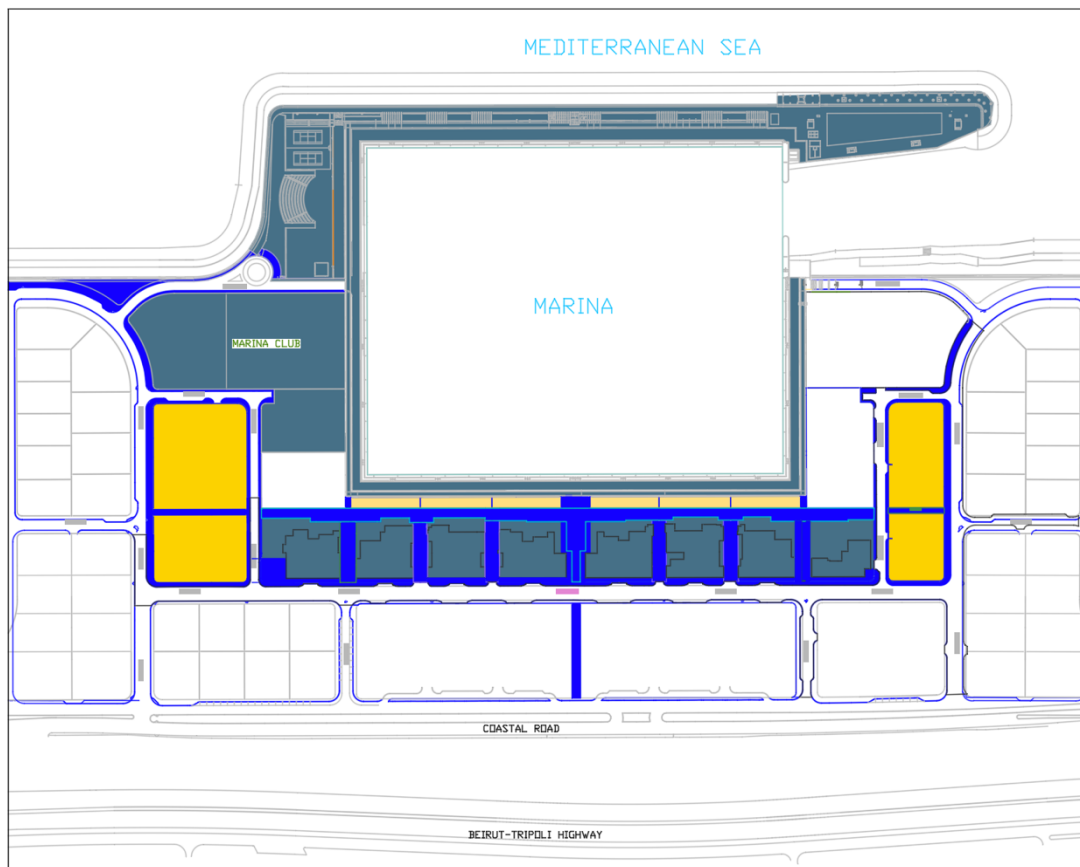 MEDITERRANEAN SEA
MARINA
MARINA CLUB
COASTAL ROAD
BEIRUT-TRIPOLI HIGHWAY